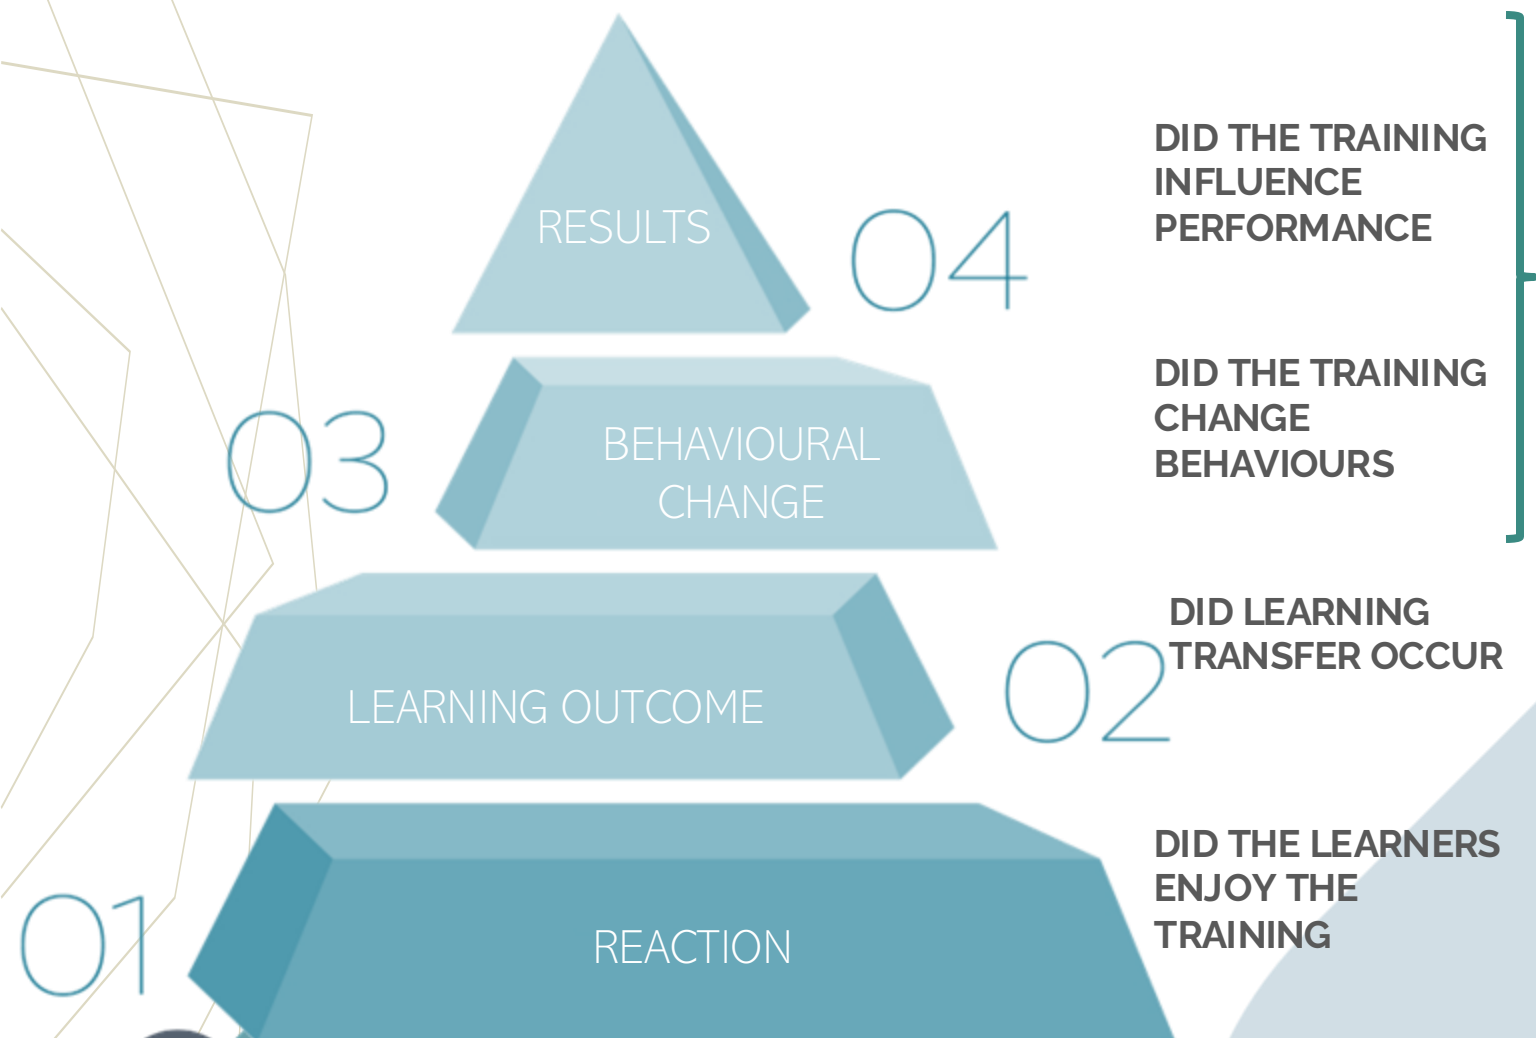 RESULTS
04
DID THE TRAINING
INFLUENCE
PERFORMANCE
03
BEHAVIOURAL
CHANGE
DID THE TRAINING
CHANGE
BEHAVIOURS
LEARNING OUTCOME
02
DID LEARNING
TRANSFER OCCUR
01
REACTION
DID THE LEARNERS
ENJOY THE
TRAINING